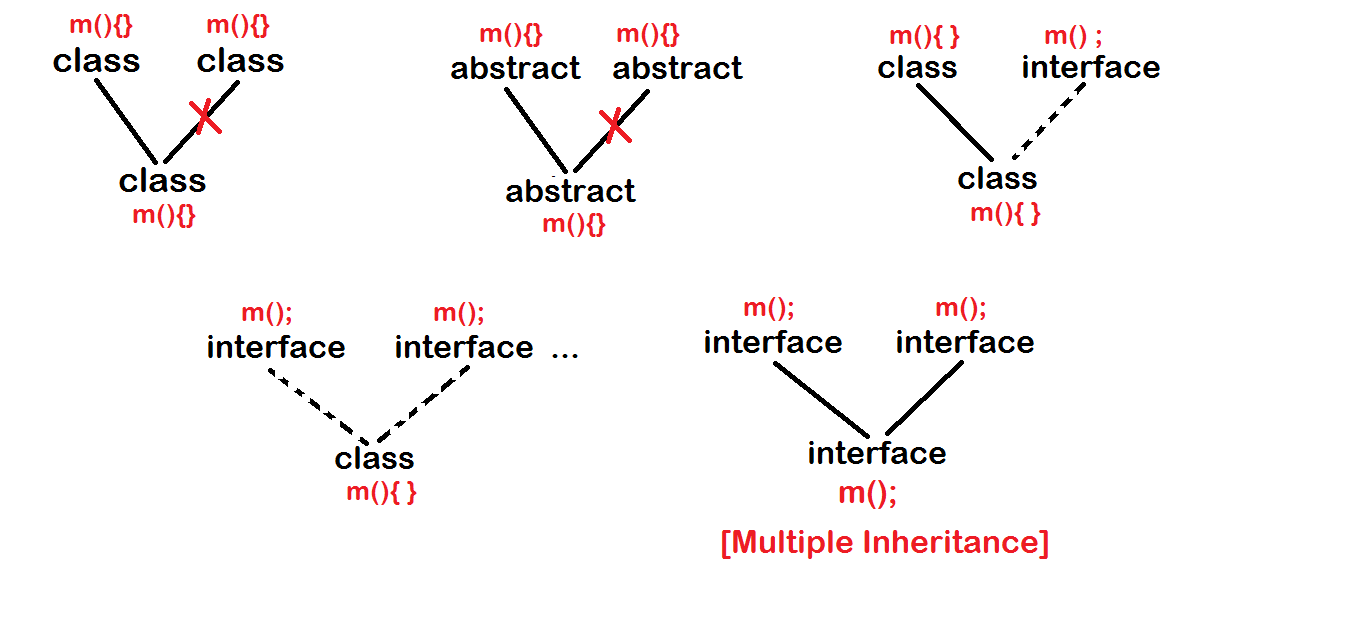 m(){} m(){}
class class
class
m(){}
m(){} m(){}
abstract abstract
abstract
m(){}
m(){ } m() ;
class interface
class
m(){ }
m(); m();
interface interface ...
class
m(){ }
m(); m();
interface interface
interface
m();
[Multiple Inheritance]